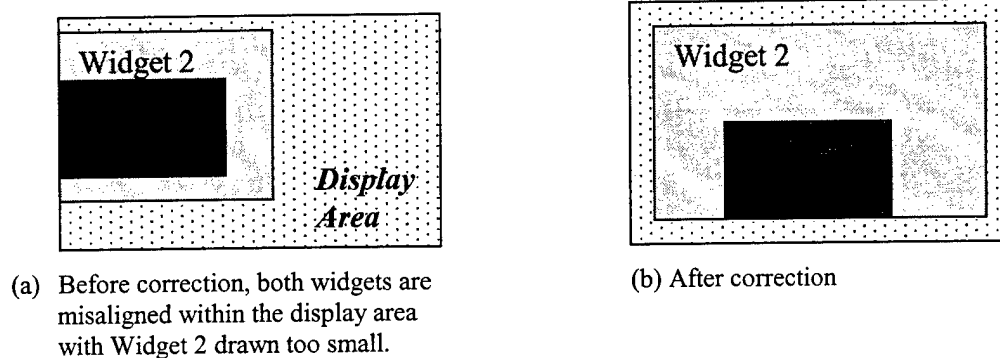 Widget 2
Display
Area
Widget 2
(a) Before correction, both widgets are
misaligned within the display area
with Widget 2 drawn too small.
(b) After correction